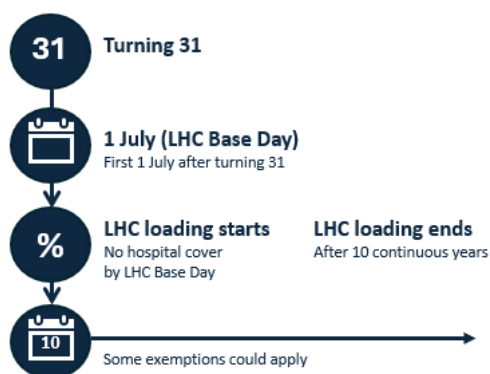 31
Turning 31
1 July (LHC Base Day)
First 1 July after turning 31
%
LHC loading starts
No hospital cover
by LHC Base Day
LHC loading ends
After 10 continuous years
10
Some exemptions could apply